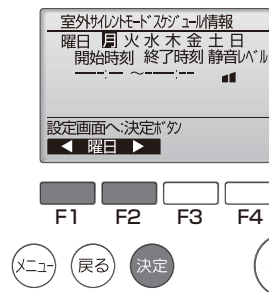 室外サイレントモードスケジュール情報
曜日 月 火 水 木 金 土 日
開始時刻 終了時刻 静音レベル
--:-- ~--:--
設定画面へ:決定ボタン
◀ 曜日 ▶
F1 F2 F3 F4
メニュー 戻る 決定